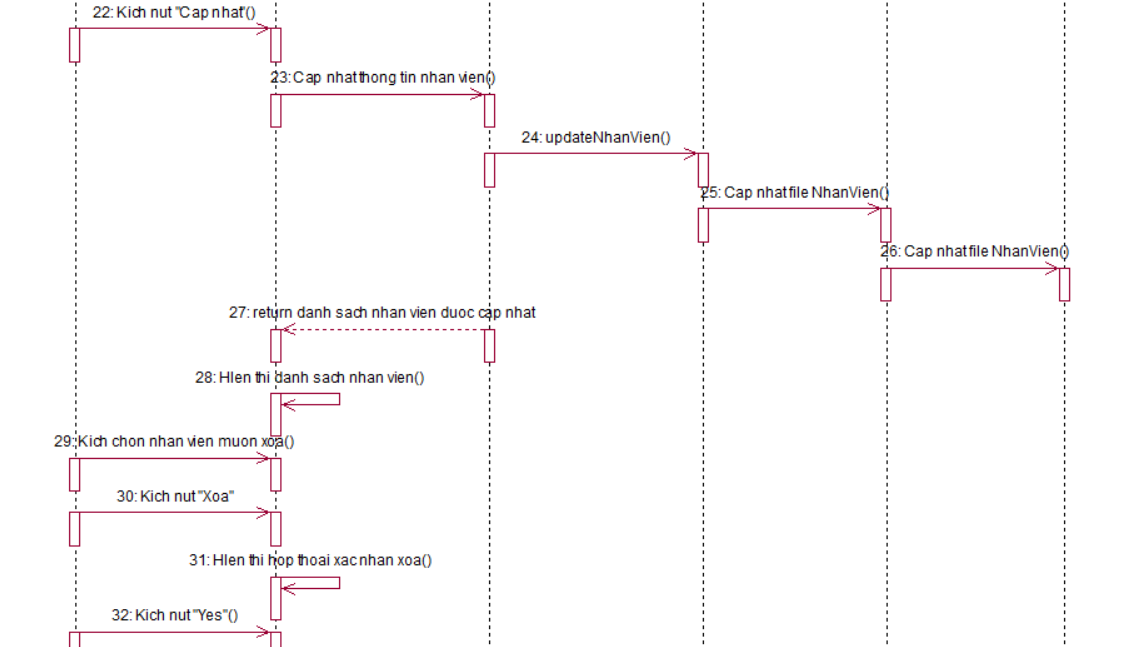 22: Kich nut "Cap nhat"()
23: Cap nhat thong tin nhan vien()
24: updateNhanVien()
25: Cap nhat file NhanVien()
26: Cap nhat file NhanVien()
27: return danh sach nhan vien duoc cap nhat
28: HIen thi danh sach nhan vien()
29: Kich chon nhan vien muon xoa()
30: Kich nut "Xoa"
31: HIen thi hop thoai xac nhan xoa()
32: Kich nut "Yes"()